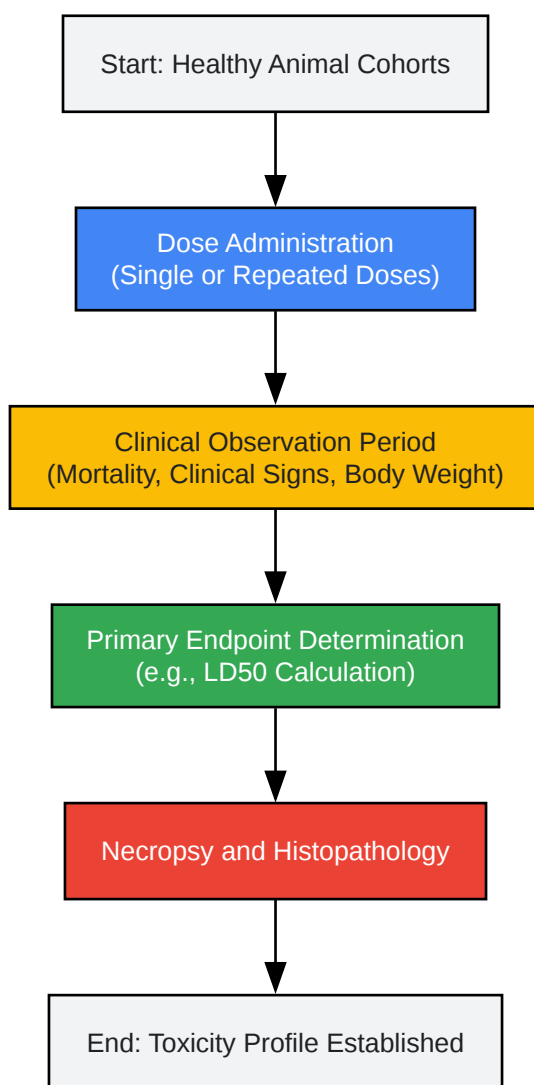 Start: Healthy Animal Cohorts
Dose Administration
(Single or Repeated Doses)
Clinical Observation Period
(Mortality, Clinical Signs, Body Weight)
Primary Endpoint Determination
(e.g., LD50 Calculation)
Necropsy and Histopathology
End: Toxicity Profile Established